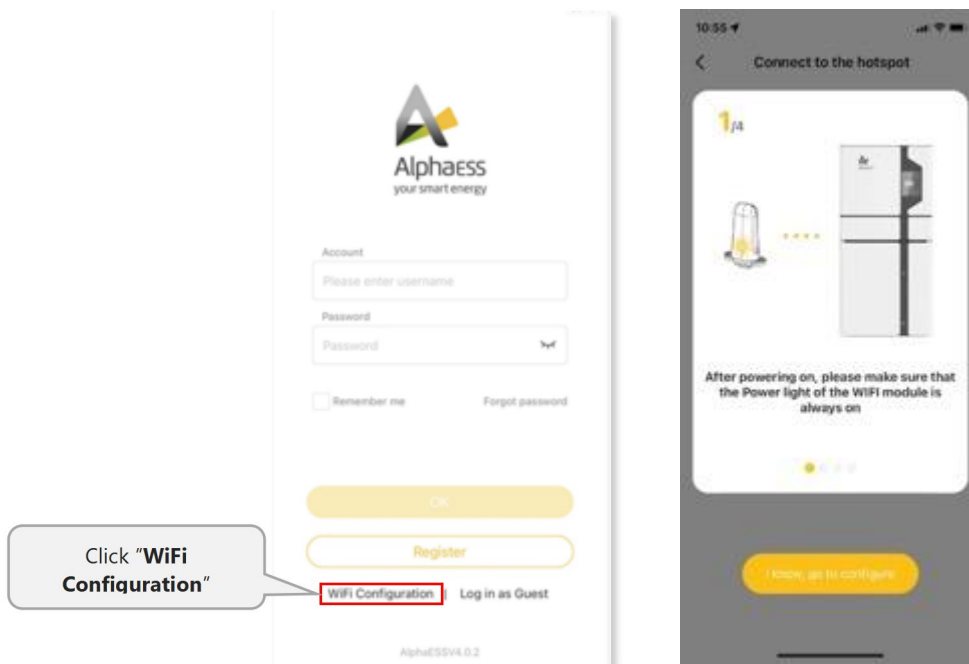 AlphaESS
your smart energy
Account
Please enter username
Password
Password
Remember me Forgot password
OK
Register
WiFi Configuration | Log in as Guest
AlphaESSV4.0.2
Click "WiFi
Configuration"
10:55
Connect to the hotspot
1/4
After powering on, please make sure that
the Power light of the WIFI module is
always on
I know, go to configure